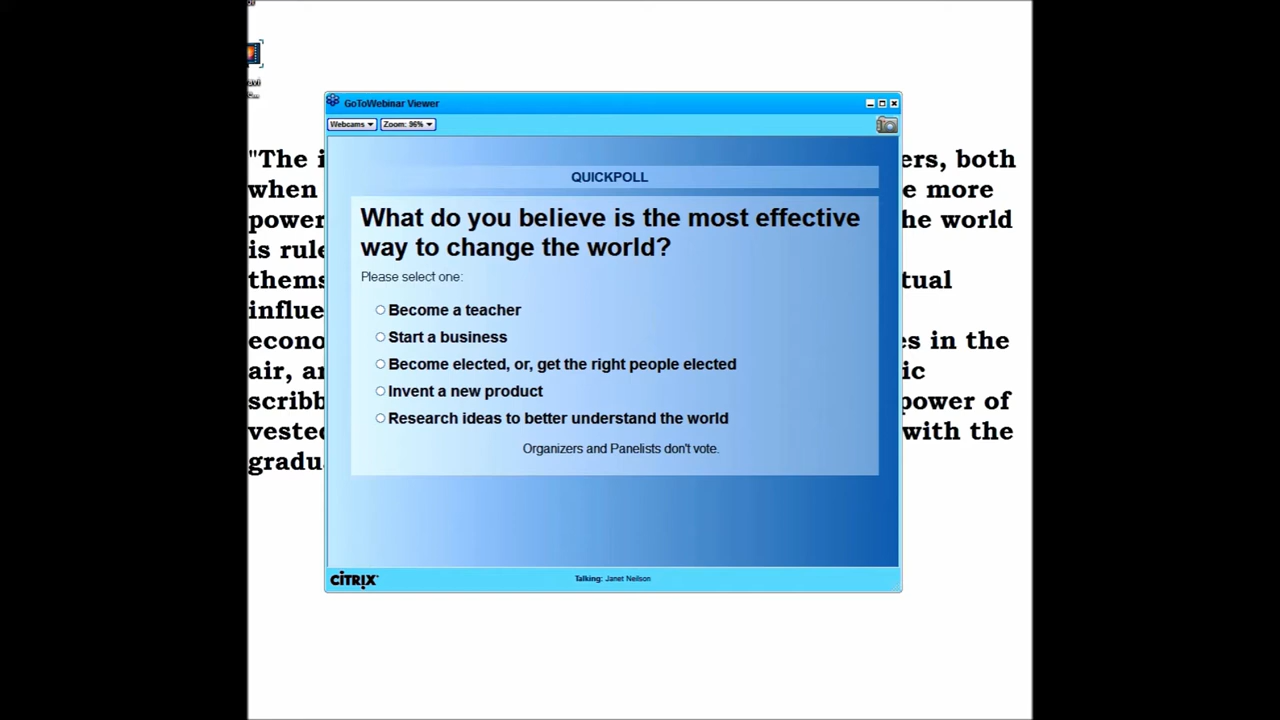 GoToWebinar Viewer
Webcams Zoom: 96%
QUICKPOLL
What do you believe is the most effective
way to change the world?
Please select one:
Become a teacher
Start a business
Become elected, or, get the right people elected
Invent a new product
Research ideas to better understand the world
Organizers and Panelists don't vote.
CITRIX
Talking: Janet Neilson
"The i ers, both
when e more
power he world
is rule
thems tual
influe
econo es in the
air, a ic
scribb power of
vested with the
gradu